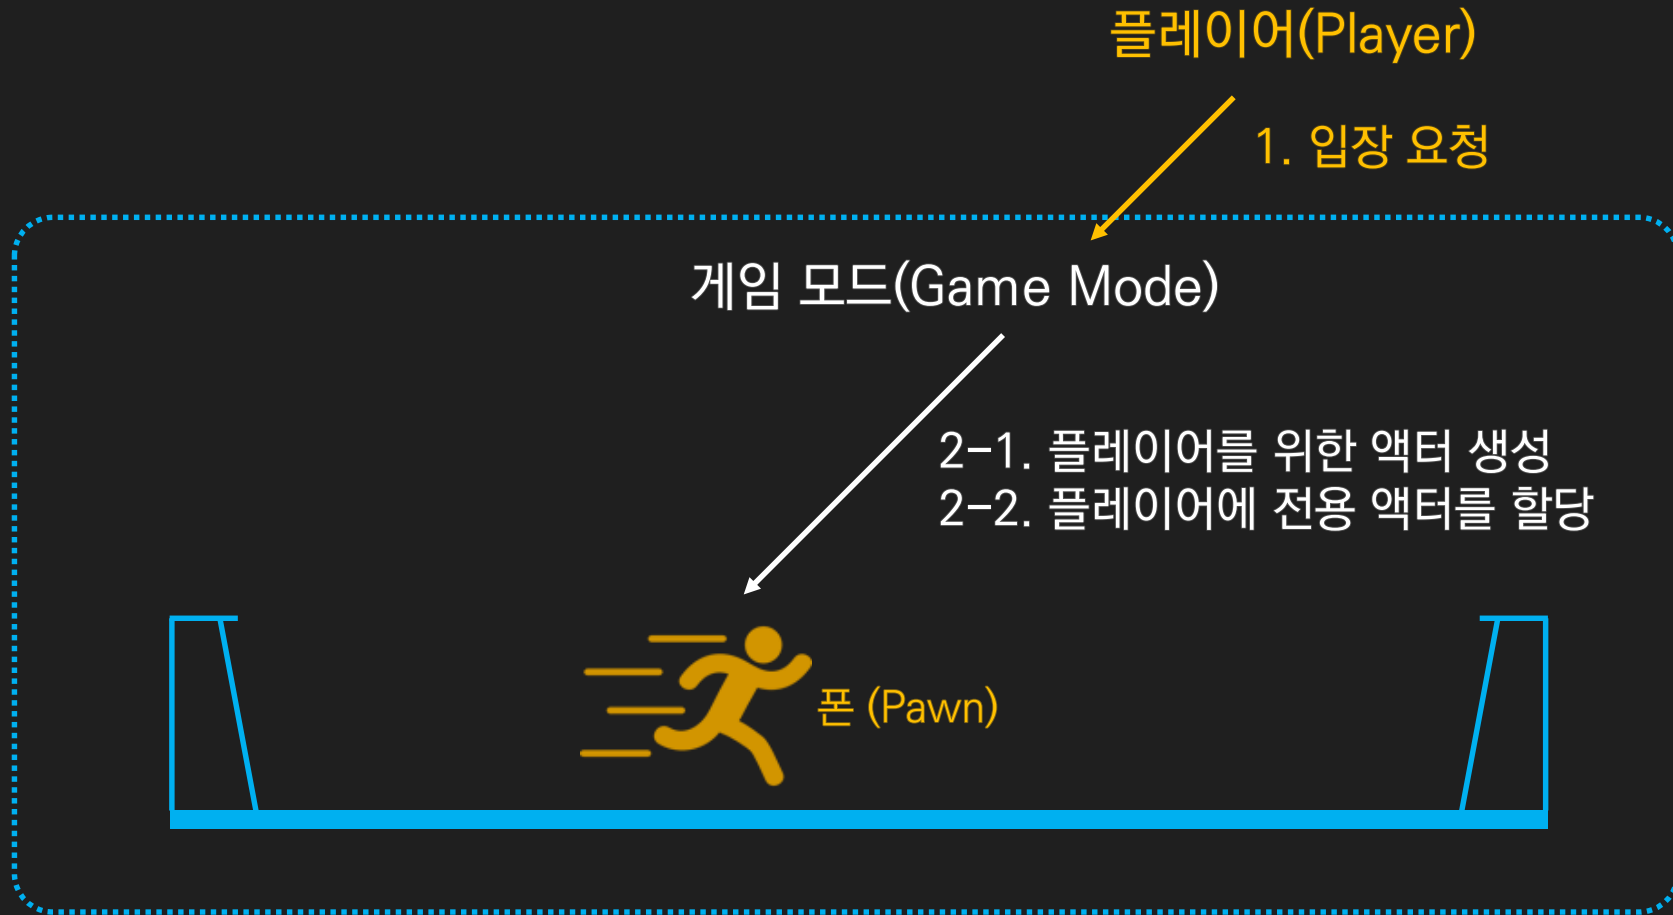 플레이어(Player)
1. 입장 요청
게임 모드(Game Mode)
2-1. 플레이어를 위한 액터 생성
2-2. 플레이어에 전용 액터를 할당
폰 (Pawn)